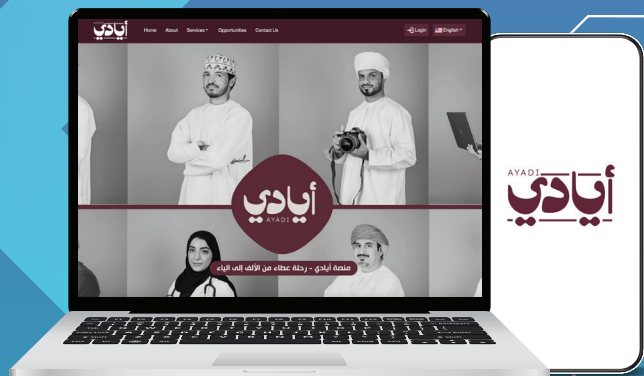 أيادي
Home About Services Opportunities Contact Us
Login English
أيادي
AYADI
منصة أيادي - رحلة عطاء من الألف إلى الياء
AYADI
أيادي